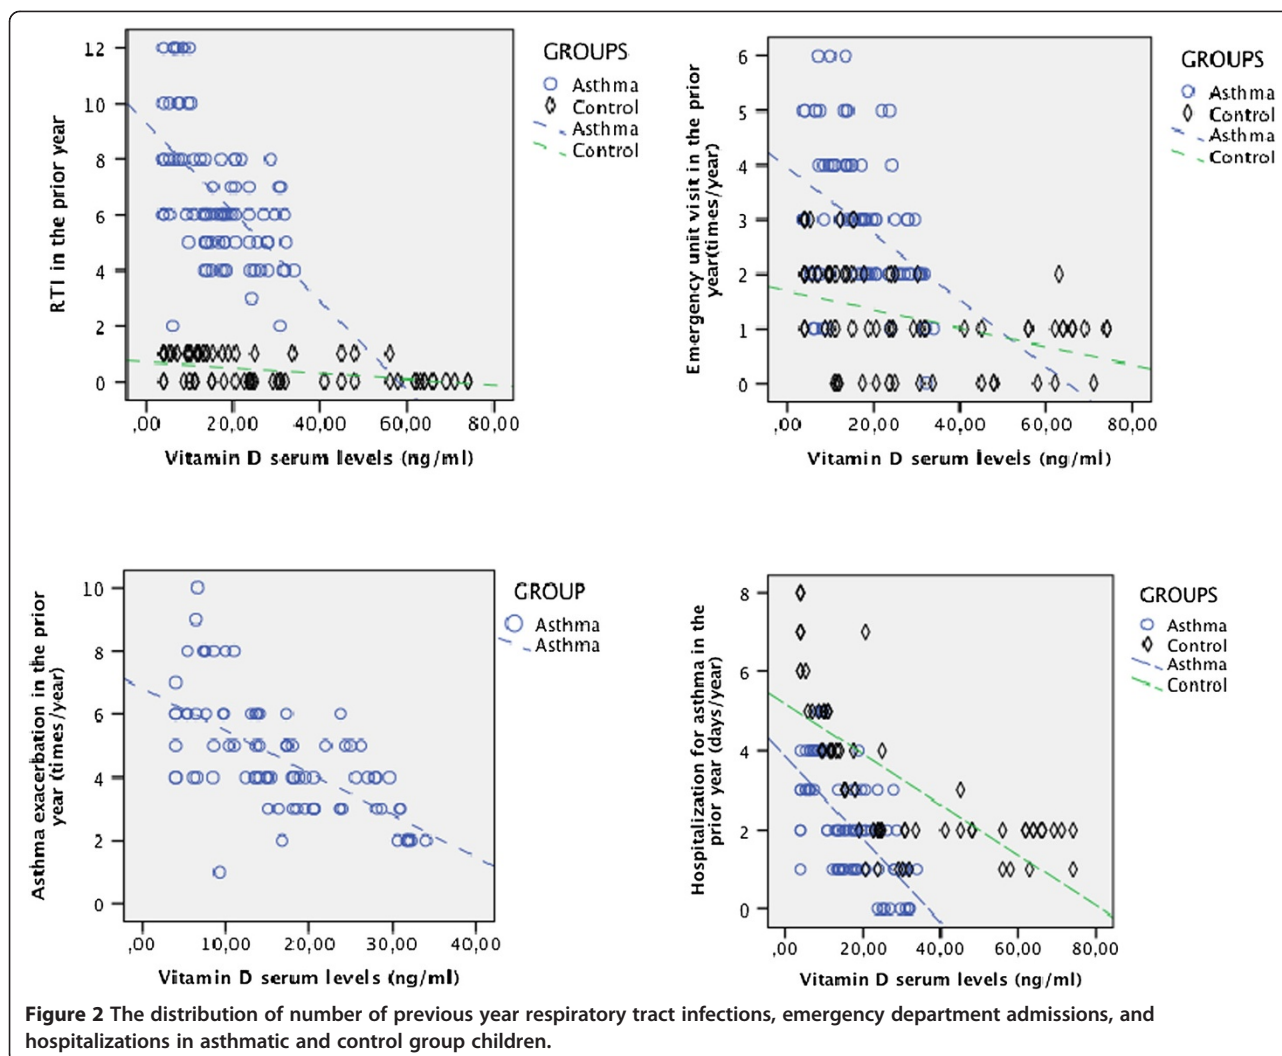 RTI in the prior year
12
10
8
6
4
2
0
,00 20,00 40,00 60,00 80,00
Vitamin D serum levels (ng/ml)
GROUPS
Asthma
Control
Asthma
Control
Emergency unit visit in the prior
year(times/year)
6
5
4
3
2
1
0
,00 20,00 40,00 60,00 80,00
Vitamin D serum levels (ng/ml)
GROUPS
Asthma
Control
Asthma
Control
Asthma exacerbation in the prior
year (times/year)
10
8
6
4
2
0
,00 10,00 20,00 30,00 40,00
Vitamin D serum levels (ng/ml)
GROUP
Asthma
Asthma
Hospitalization for asthma in the
prior year (days/year)
8
6
4
2
0
,00 20,00 40,00 60,00 80,00
Vitamin D serum levels (ng/ml)
GROUPS
Asthma
Control
Asthma
Control
Figure 2 The distribution of number of previous year respiratory tract infections, emergency department admissions, and
hospitalizations in asthmatic and control group children.